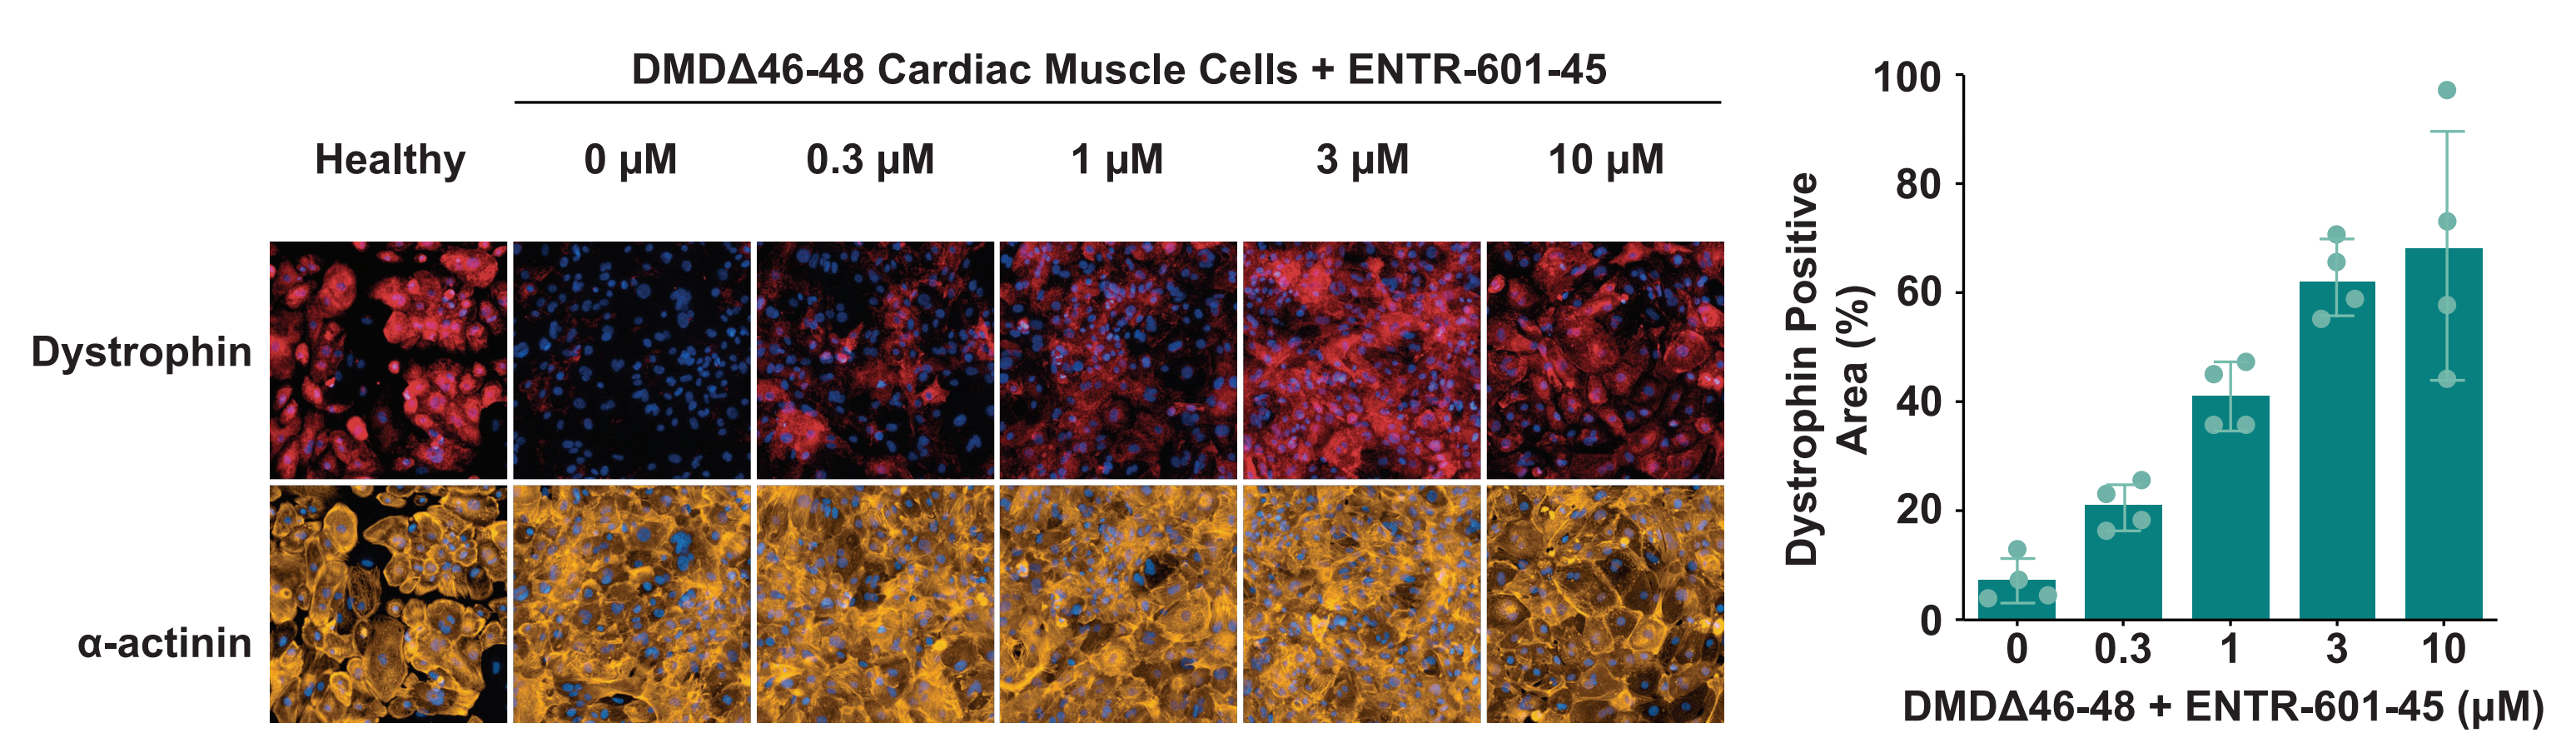 DMDΔ46-48 Cardiac Muscle Cells + ENTR-601-45
Healthy
0 µM
0.3 µM
1 µM
3 µM
10 µM
Dystrophin
α-actinin
Dystrophin Positive
Area (%)
100
80
60
40
20
0
0
0.3
1
3
10
DMDΔ46-48 + ENTR-601-45 (µM)